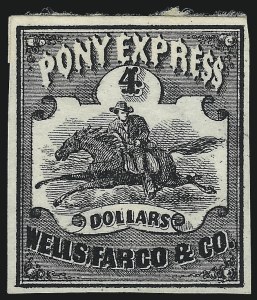 PONY EXPRESS
4
DOLLARS
WELLS, FARGO & CO.